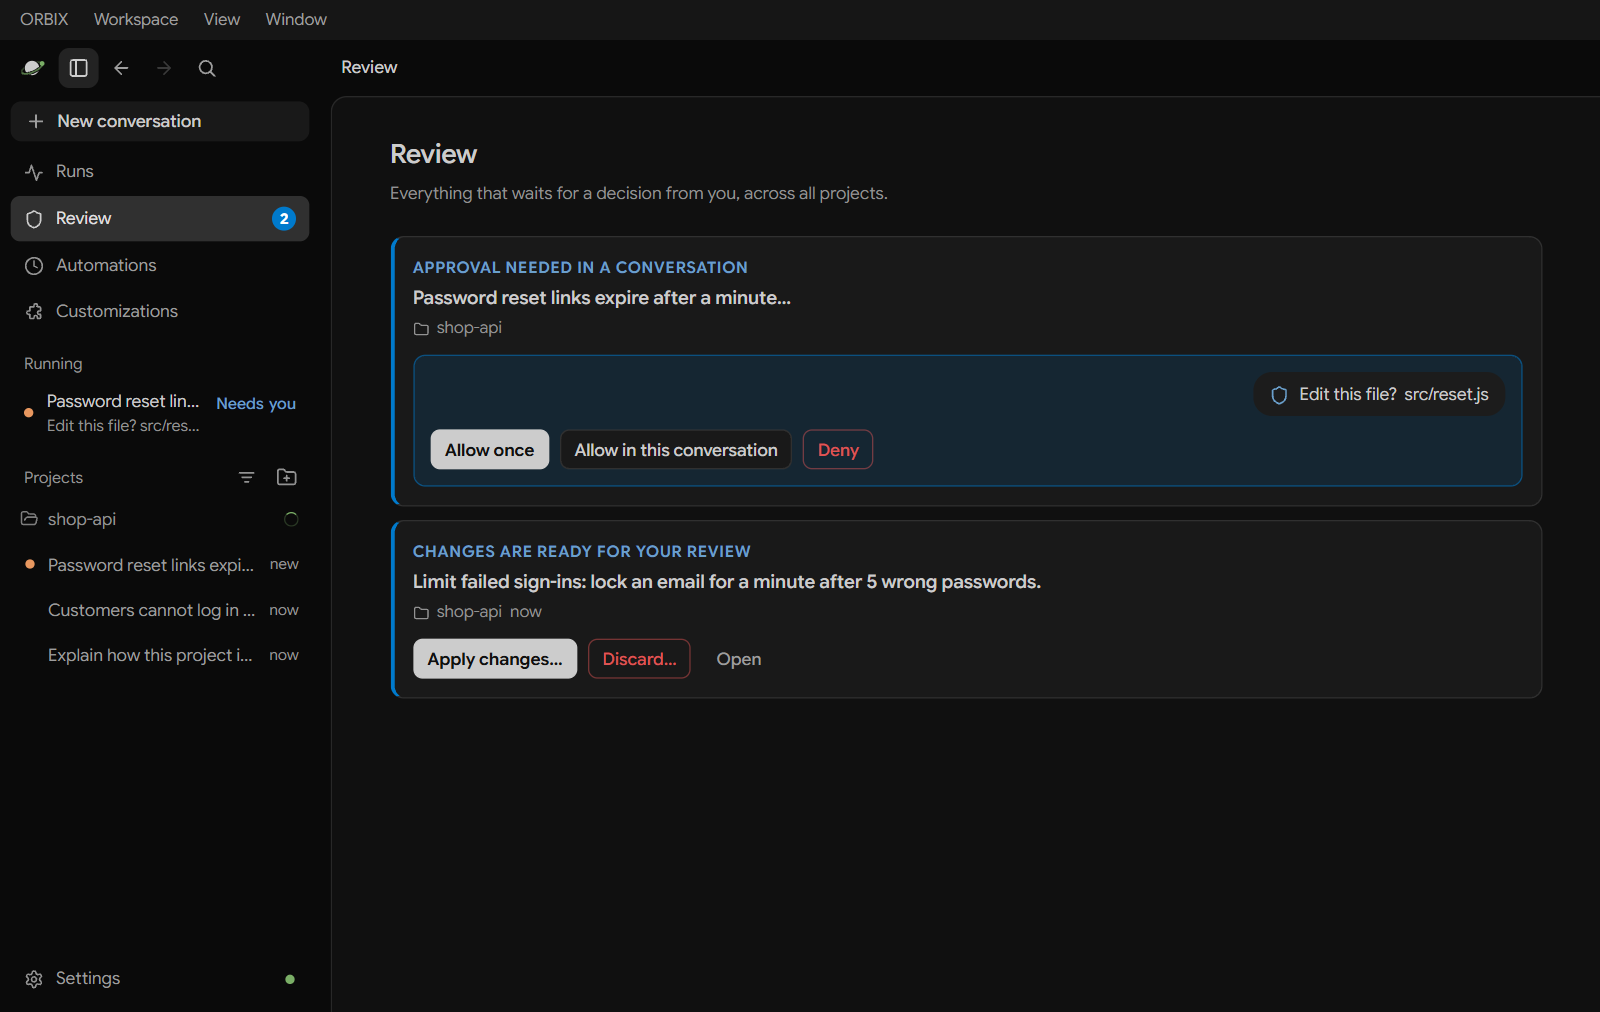 ORBIX Workspace View Window
Review
New conversation
Runs
Review 2
Automations
Customizations
Running
Password reset lin... Needs you
Edit this file? src/res...
Projects
shop-api
Password reset links expi... new
Customers cannot log in ... now
Explain how this project i... now
Settings
Review
Everything that waits for a decision from you, across all projects.
APPROVAL NEEDED IN A CONVERSATION
Password reset links expire after a minute...
shop-api
Edit this file? src/reset.js
Allow once Allow in this conversation Deny
CHANGES ARE READY FOR YOUR REVIEW
Limit failed sign-ins: lock an email for a minute after 5 wrong passwords.
shop-api now
Apply changes... Discard... Open